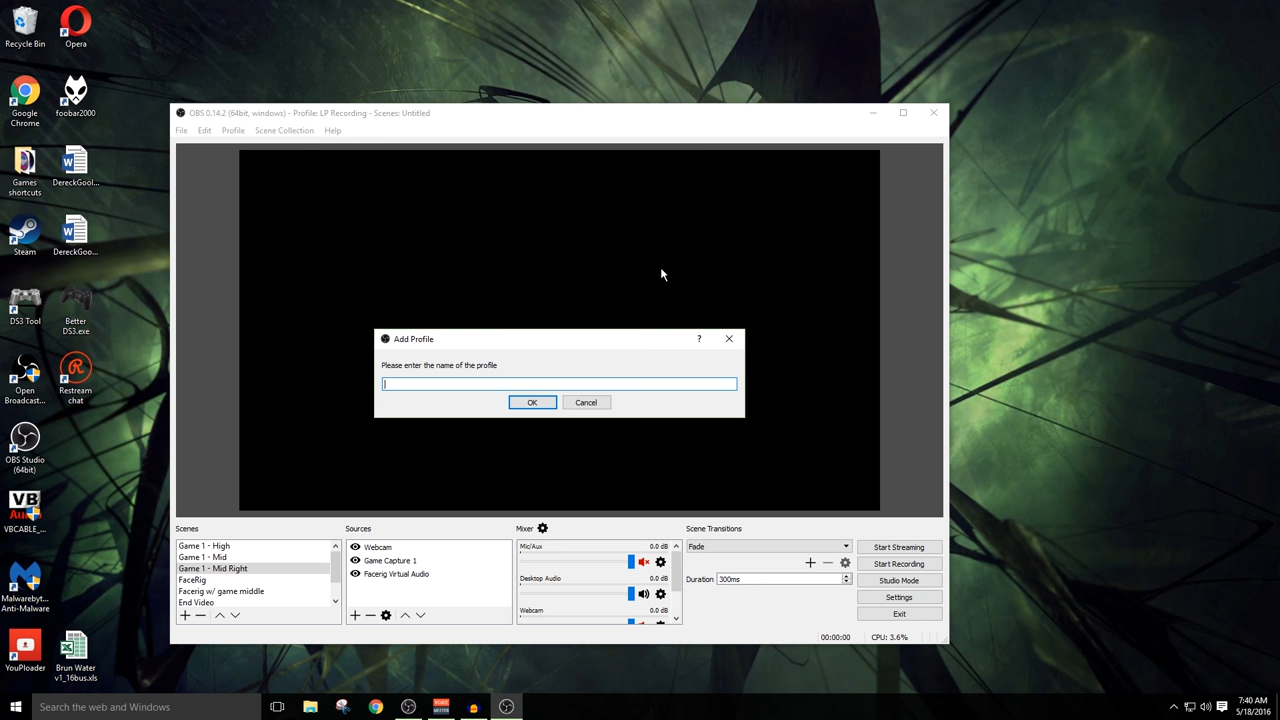 Recycle Bin
Opera
Google
Chrome
foobar2000
Games
shortcuts
DereckGool...
Steam
DereckGoo...
DS3 Tool
Better
DS3.exe
Open
Broadcast...
Restream
chat
OBS Studio
(64bit)
VB
VBCABLE_...
Malwarebyt...
Anti-Malware
YouPloader
Brun Water
v1_16bus.xls
OBS 0.14.2 (64bit, windows) - Profile: LP Recording - Scenes: Untitled
File Edit Profile Scene Collection Help
Add Profile
?
Please enter the name of the profile
OK Cancel
Scenes
Game 1 - High
Game 1 - Mid
Game 1 - Mid Right
FaceRig
Facerig w/ game middle
End Video
Sources
Webcam
Game Capture 1
Facerig Virtual Audio
Mixer
Mic/Aux 0.0 dB
Desktop Audio 0.0 dB
Webcam 0.0 dB
Scene Transitions
Fade
Duration 300ms
Start Streaming
Start Recording
Studio Mode
Settings
Exit
00:00:00 CPU: 3.6%
Search the web and Windows
VOICE
MEETER
7:40 AM
5/18/2016